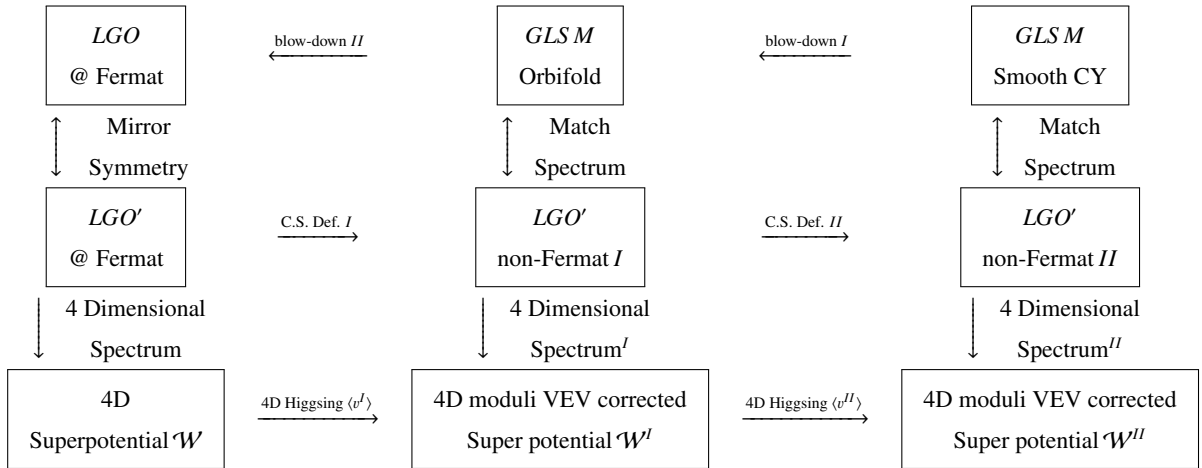 LGO blow-down II GLSM blow-down I GLSM
@ Fermat Orbifold Smooth CY
Mirror Match Match
Symmetry Spectrum Spectrum
LGO' C.S. Def. I LGO' C.S. Def. II LGO'
@ Fermat non-Fermat I non-Fermat II
4 Dimensional 4 Dimensional 4 Dimensional
Spectrum Spectrum^I Spectrum^II
4D 4D Higgsing ⟨v^I⟩ 4D moduli VEV corrected 4D Higgsing ⟨v^II⟩ 4D moduli VEV corrected
Superpotential 𝒲 Super potential 𝒲^I Super potential 𝒲^II